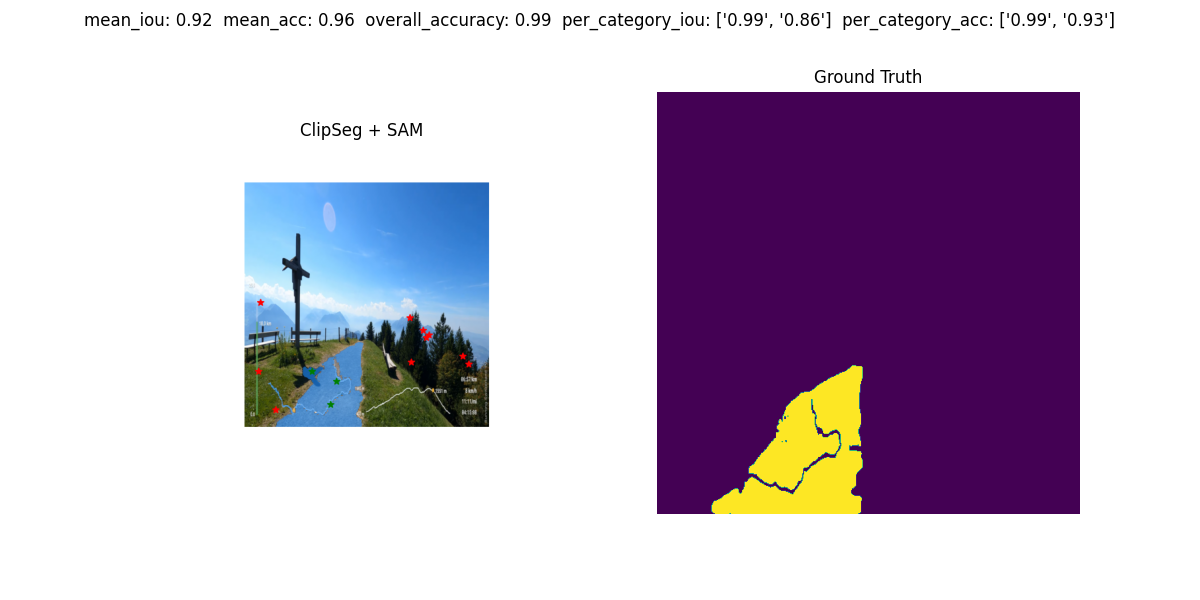 mean_iou: 0.92 mean_acc: 0.96 overall_accuracy: 0.99 per_category_iou: ['0.99', '0.86'] per_category_acc: ['0.99', '0.93']
ClipSeg + SAM
Ground Truth